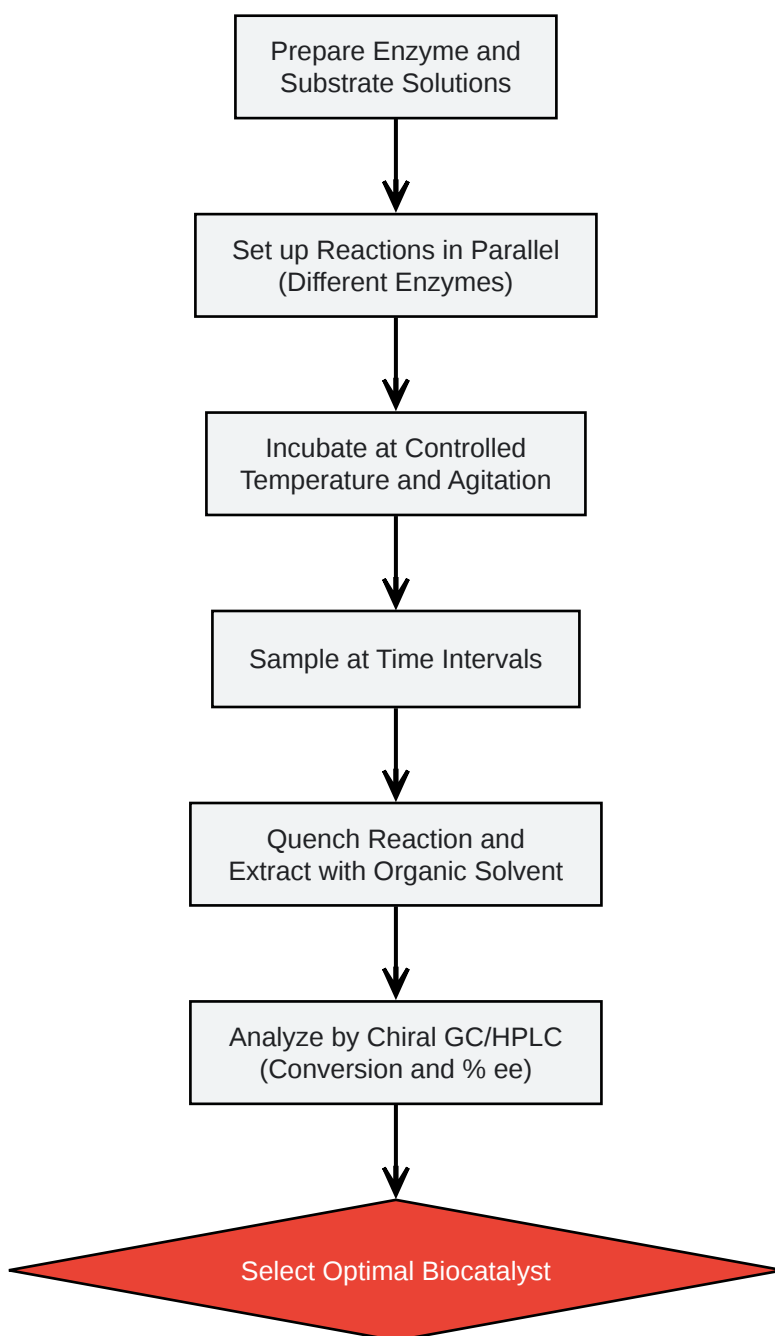 Prepare Enzyme and
Substrate Solutions
Set up Reactions in Parallel
(Different Enzymes)
Incubate at Controlled
Temperature and Agitation
Sample at Time Intervals
Quench Reaction and
Extract with Organic Solvent
Analyze by Chiral GC/HPLC
(Conversion and % ee)
Select Optimal Biocatalyst